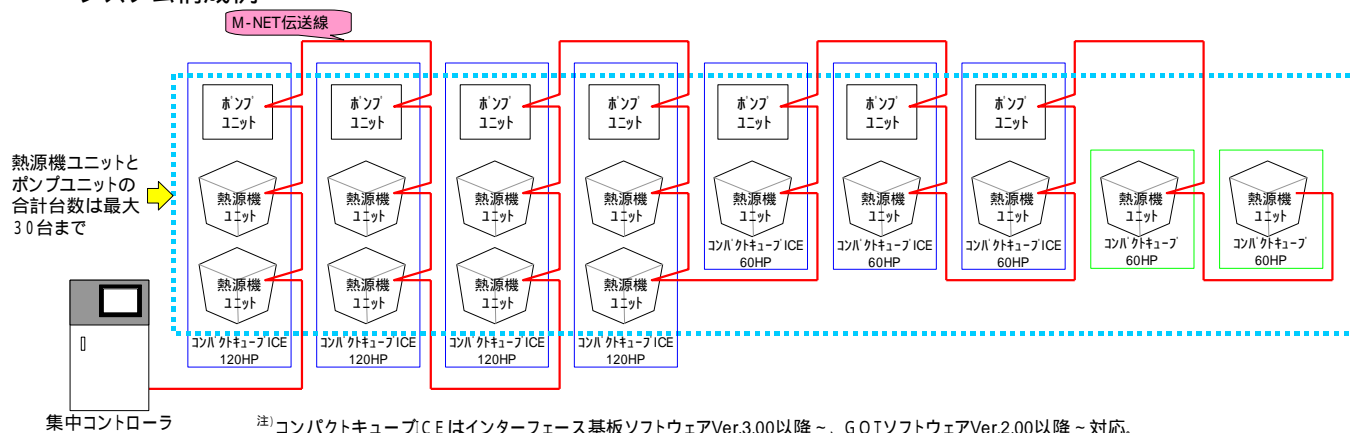 システム構成例
M-NET伝送線
ポンプ
ユニット
ポンプ
ユニット
ポンプ
ユニット
ポンプ
ユニット
ポンプ
ユニット
ポンプ
ユニット
ポンプ
ユニット
熱源機ユニットと
ポンプユニットの
合計台数は最大
30台まで
熱源機
ユニット
熱源機
ユニット
熱源機
ユニット
熱源機
ユニット
熱源機
ユニット
熱源機
ユニット
熱源機
ユニット
熱源機
ユニット
熱源機
ユニット
コンパクトキューブICE
60HP
コンパクトキューブICE
60HP
コンパクトキューブICE
60HP
コンパクトキューブ
60HP
コンパクトキューブ
60HP
熱源機
ユニット
熱源機
ユニット
熱源機
ユニット
熱源機
ユニット
コンパクトキューブICE
120HP
コンパクトキューブICE
120HP
コンパクトキューブICE
120HP
コンパクトキューブICE
120HP
集中コントローラ
注)コンパクトキューブICEはインターフェース基板ソフトウェアVer.3.00以降~、GOTソフトウェアVer.2.00以降~対応。